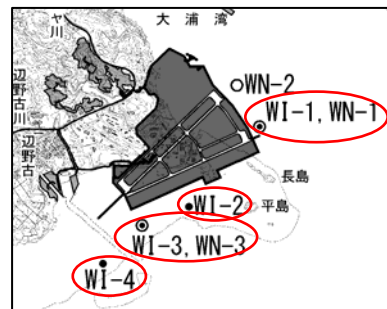 大浦湾
ヤ川
辺野古川
辺野古
WN-2
WI-1, WN-1
長島
平島
WI-2
WI-3, WN-3
WI-4